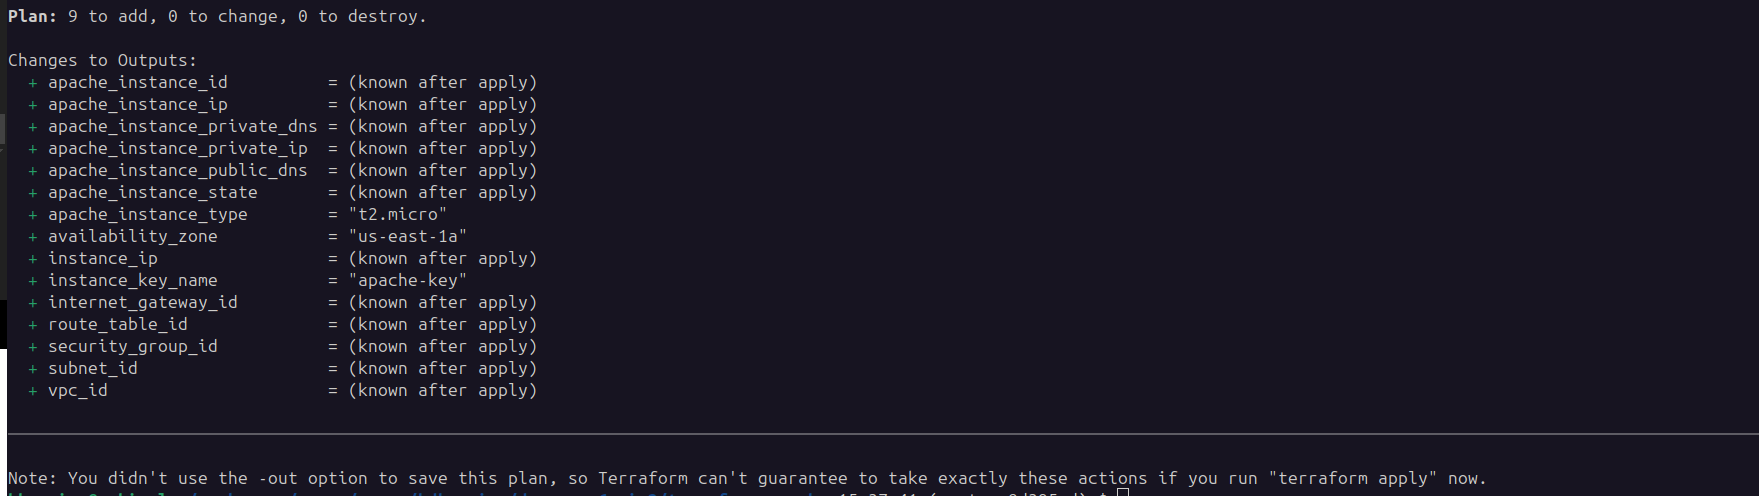 Plan: 9 to add, 0 to change, 0 to destroy.
Changes to Outputs:
+ apache_instance_id = (known after apply)
+ apache_instance_ip = (known after apply)
+ apache_instance_private_dns = (known after apply)
+ apache_instance_private_ip = (known after apply)
+ apache_instance_public_dns = (known after apply)
+ apache_instance_state = (known after apply)
+ apache_instance_type = "t2.micro"
+ availability_zone = "us-east-1a"
+ instance_ip = (known after apply)
+ instance_key_name = "apache-key"
+ internet_gateway_id = (known after apply)
+ route_table_id = (known after apply)
+ security_group_id = (known after apply)
+ subnet_id = (known after apply)
+ vpc_id = (known after apply)
Note: You didn't use the -out option to save this plan, so Terraform can't guarantee to take exactly these actions if you run "terraform apply" now.